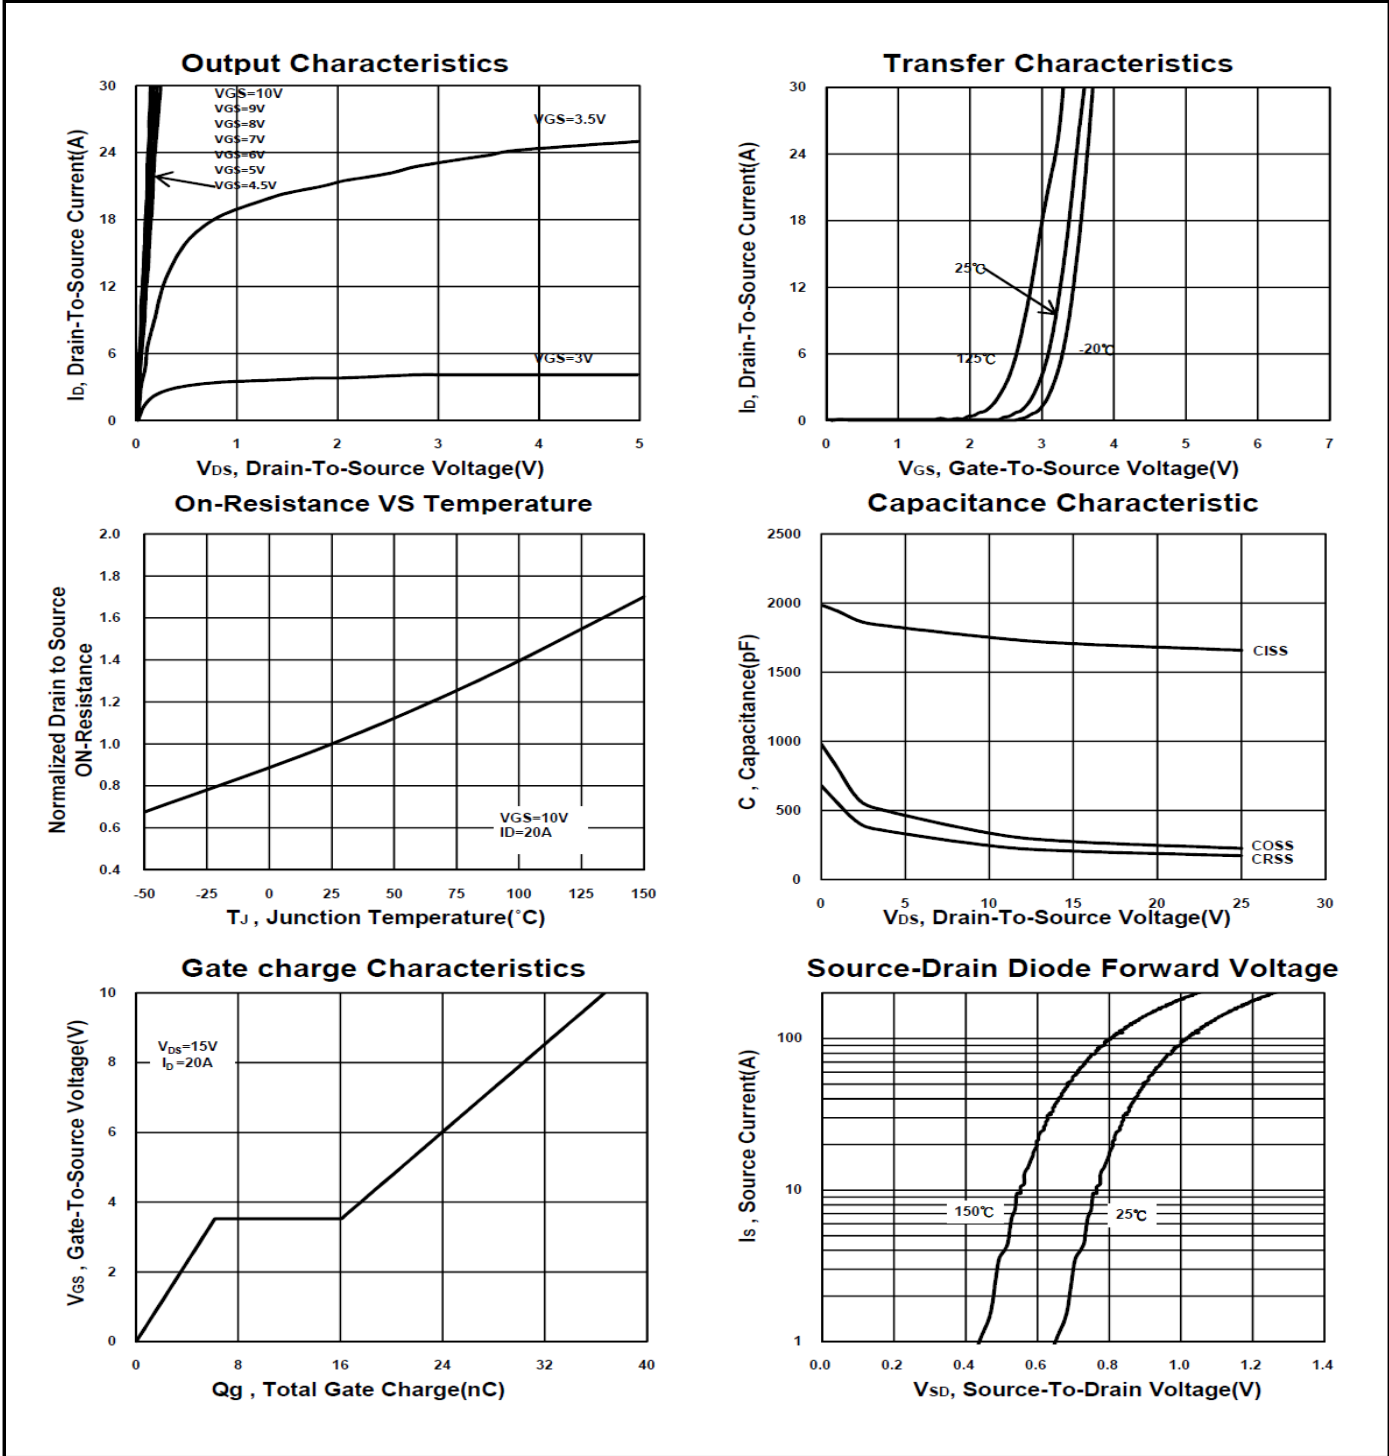 Output Characteristics
ID, Drain-To-Source Current(A)
30
24
18
12
6
0
VGS=10V
VGS=9V
VGS=8V
VGS=7V
VGS=6V
VGS=5V
VGS=4.5V
VGS=3.5V
VGS=3V
0 1 2 3 4 5
VDS, Drain-To-Source Voltage(V)
Transfer Characteristics
ID, Drain-To-Source Current(A)
30
24
18
12
6
0
25℃
125℃
-20℃
0 1 2 3 4 5 6 7
VGS, Gate-To-Source Voltage(V)
On-Resistance VS Temperature
Normalized Drain to Source
ON-Resistance
2.0
1.8
1.6
1.4
1.2
1.0
0.8
0.6
0.4
VGS=10V
ID=20A
-50 -25 0 25 50 75 100 125 150
TJ , Junction Temperature(˚C)
Capacitance Characteristic
C , Capacitance(pF)
2500
2000
1500
1000
500
0
CISS
COSS
CRSS
0 5 10 15 20 25 30
VDS, Drain-To-Source Voltage(V)
Gate charge Characteristics
VGS , Gate-To-Source Voltage(V)
10
8
6
4
2
0
VDS=15V
ID=20A
0 8 16 24 32 40
Qg , Total Gate Charge(nC)
Source-Drain Diode Forward Voltage
IS , Source Current(A)
100
10
1
150℃
25℃
0.0 0.2 0.4 0.6 0.8 1.0 1.2 1.4
VSD, Source-To-Drain Voltage(V)